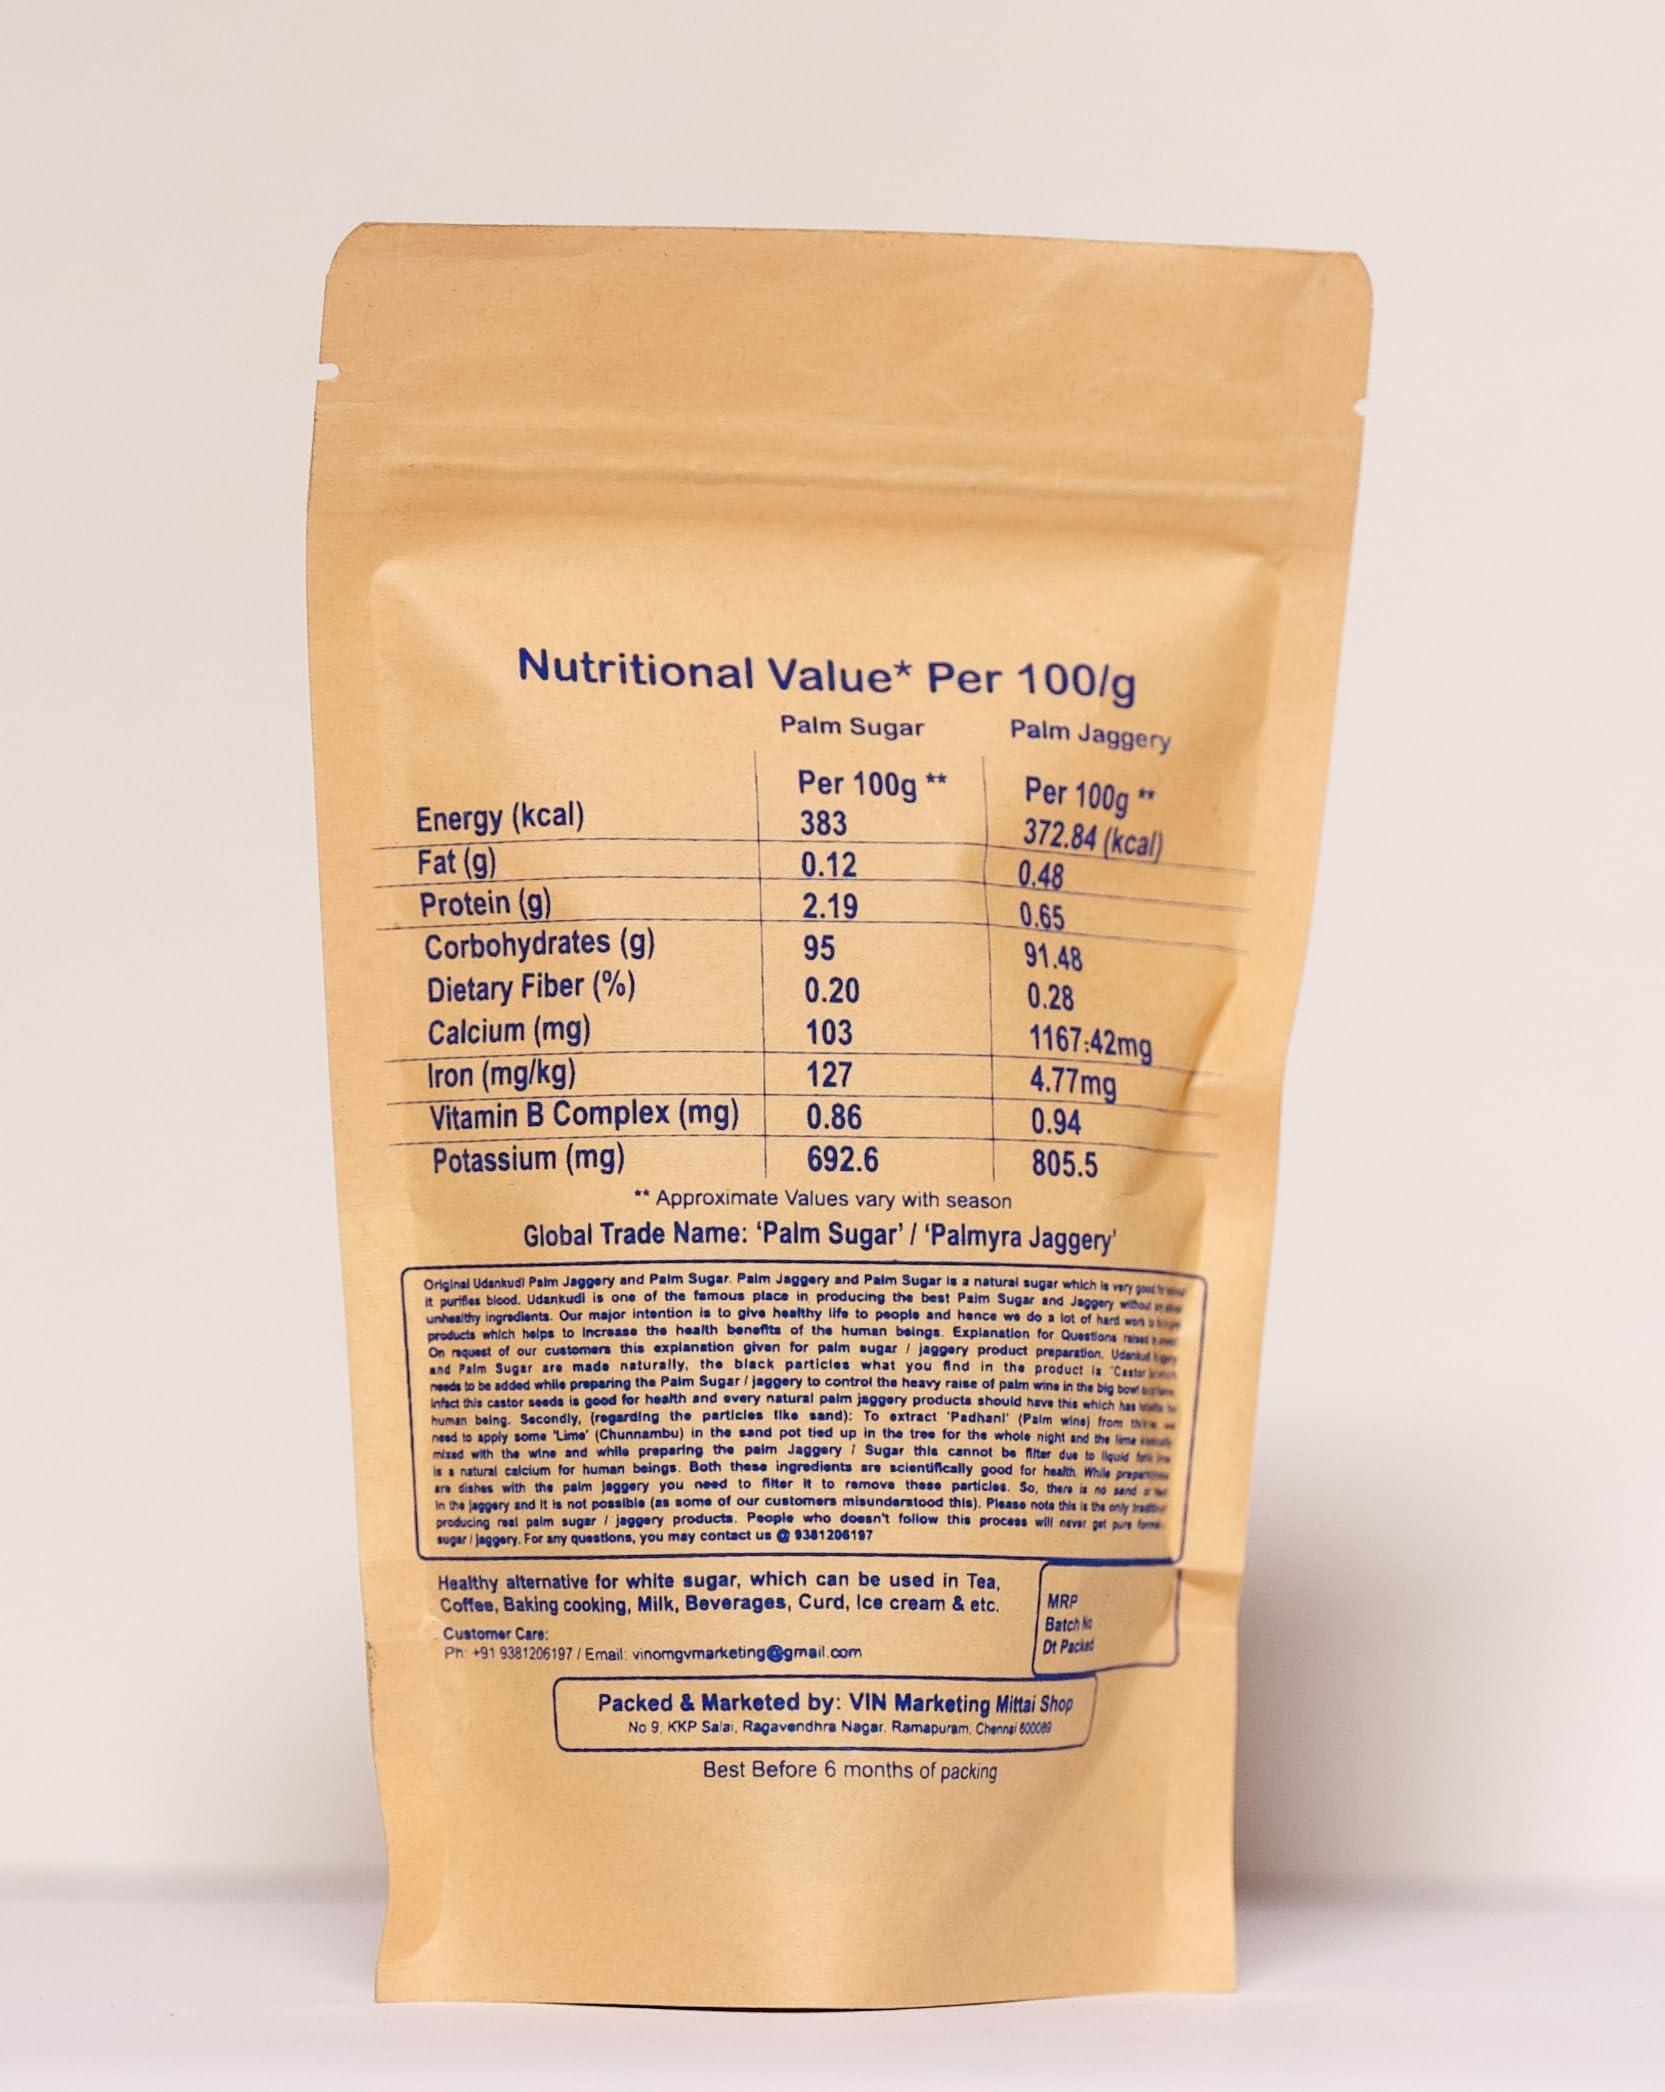 Nutritional Value* Per 100/g
Palm Sugar Palm Jaggery
Per 100g ** Per 100g **
Energy (kcal) 383 372.84 (kcal)
Fat (g) 0.12 0.48
Protein (g) 2.19 0.65
Corbohydrates (g) 95 91.48
Dietary Fiber (%) 0.20 0.28
Calcium (mg) 103 1167.42mg
Iron (mg/kg) 127 4.77mg
Vitamin B Complex (mg) 0.86 0.94
Potassium (mg) 692.6 805.5
** Approximate Values vary with season
Global Trade Name: ‘Palm Sugar’ / ‘Palmyra Jaggery’
Original Udankudi Palm Jaggery and Palm Sugar. Palm Jaggery and Palm Sugar is a natural sugar which is very good
it purifies blood. Udankudi is one of the famous place in producing the best Palm Sugar and Jaggery without
unhealthy ingredients. Our major intention is to give healthy life to people and hence we do a lot of hard work
products which helps to increase the health benefits of the human beings. Explanation for Questions raised
On request of our customers this explanation given for palm sugar / jaggery product preparation. Udankudi
and Palm Sugar are made naturally, the black particles what you find in the product is "Castor
needs to be added while preparing the Palm Sugar / jaggery to control the heavy raise of palm wine in the big bowl
Infact this castor seeds is good for health and every natural palm jaggery products should have this which has
human being. Secondly, (regarding the particles like sand): To extract 'Padhani' (Palm wine) from
need to apply some 'Lime' (Chunnambu) in the sand pot tied up in the tree for the whole night and the lime
mixed with the wine and while preparing the palm Jaggery / Sugar this cannot be filter due to liquid
is a natural calcium for human beings. Both these ingredients are scientifically good for health. While
are dishes with the palm jaggery you need to filter it to remove these particles. So, there is no sand
in the jaggery and it is not possible (as some of our customers misunderstood this). Please note this is the only
producing real palm sugar / jaggery products. People who doesn't follow this process will never get pure
sugar / jaggery. For any questions, you may contact us @ 9381206197
Healthy alternative for white sugar, which can be used in Tea,
Coffee, Baking cooking, Milk, Beverages, Curd, Ice cream & etc.
MRP
Batch No
Dt Packed
Customer Care:
Ph: +91 9381206197 / Email: vinomgvmarketing@gmail.com
Packed & Marketed by: VIN Marketing Mittai Shop
No 9, KKP Salai, Ragavendhra Nagar, Ramapuram, Chennai 600089
Best Before 6 months of packing